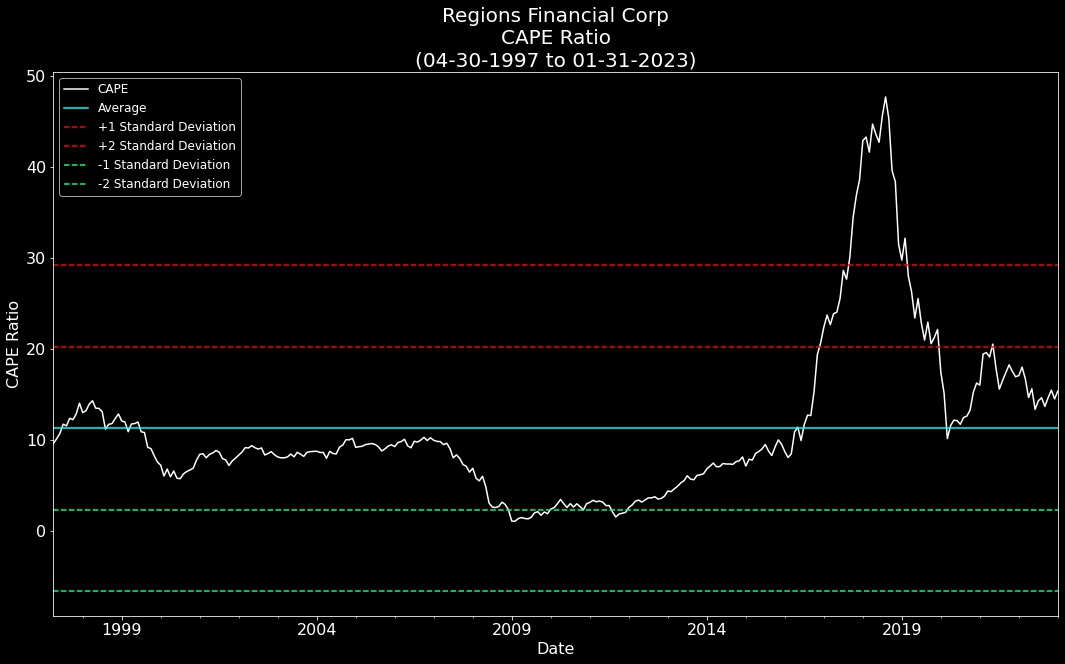 Regions Financial Corp
CAPE Ratio
(04-30-1997 to 01-31-2023)
CAPE
Average
+1 Standard Deviation
+2 Standard Deviation
-1 Standard Deviation
-2 Standard Deviation
CAPE Ratio
50
40
30
20
10
0
1999
2004
2009
2014
2019
Date